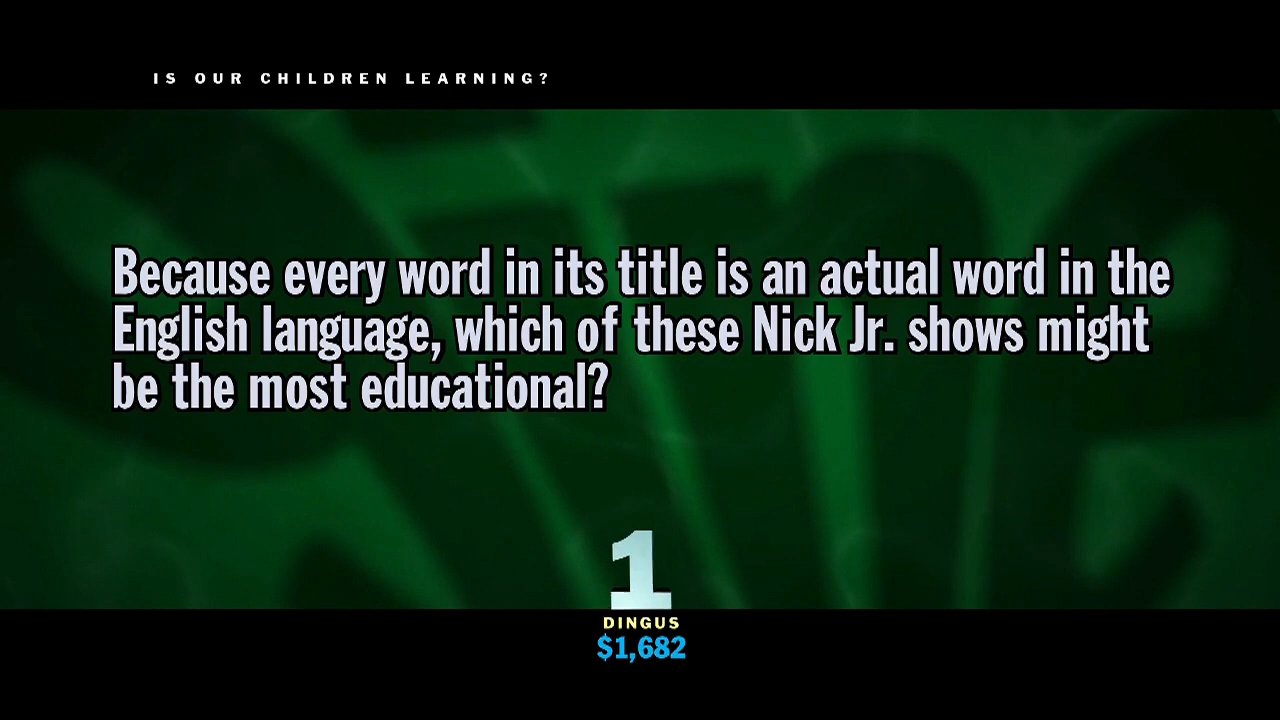 IS OUR CHILDREN LEARNING?
Because every word in its title is an actual word in the
English language, which of these Nick Jr. shows might
be the most educational?
1
DINGUS
$1,682